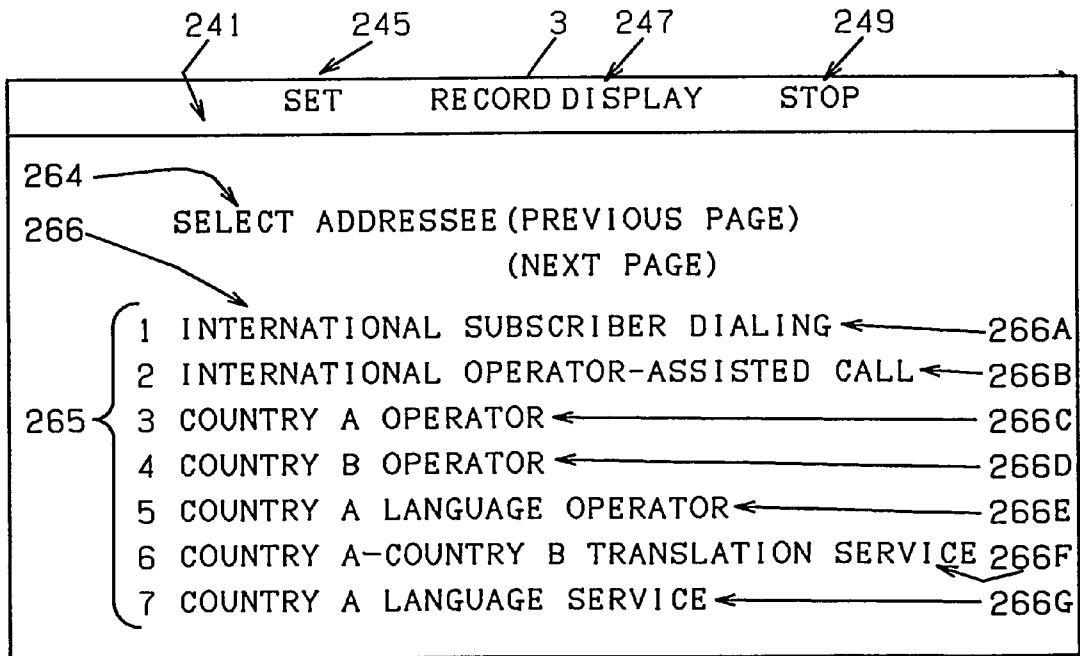 241 245 3 247 249
SET RECORD DISPLAY STOP
264
SELECT ADDRESSEE (PREVIOUS PAGE)
266
(NEXT PAGE)
1 INTERNATIONAL SUBSCRIBER DIALING 266A
2 INTERNATIONAL OPERATOR-ASSISTED CALL 266B
265 3 COUNTRY A OPERATOR 266C
4 COUNTRY B OPERATOR 266D
5 COUNTRY A LANGUAGE OPERATOR 266E
6 COUNTRY A-COUNTRY B TRANSLATION SERVICE 266F
7 COUNTRY A LANGUAGE SERVICE 266G